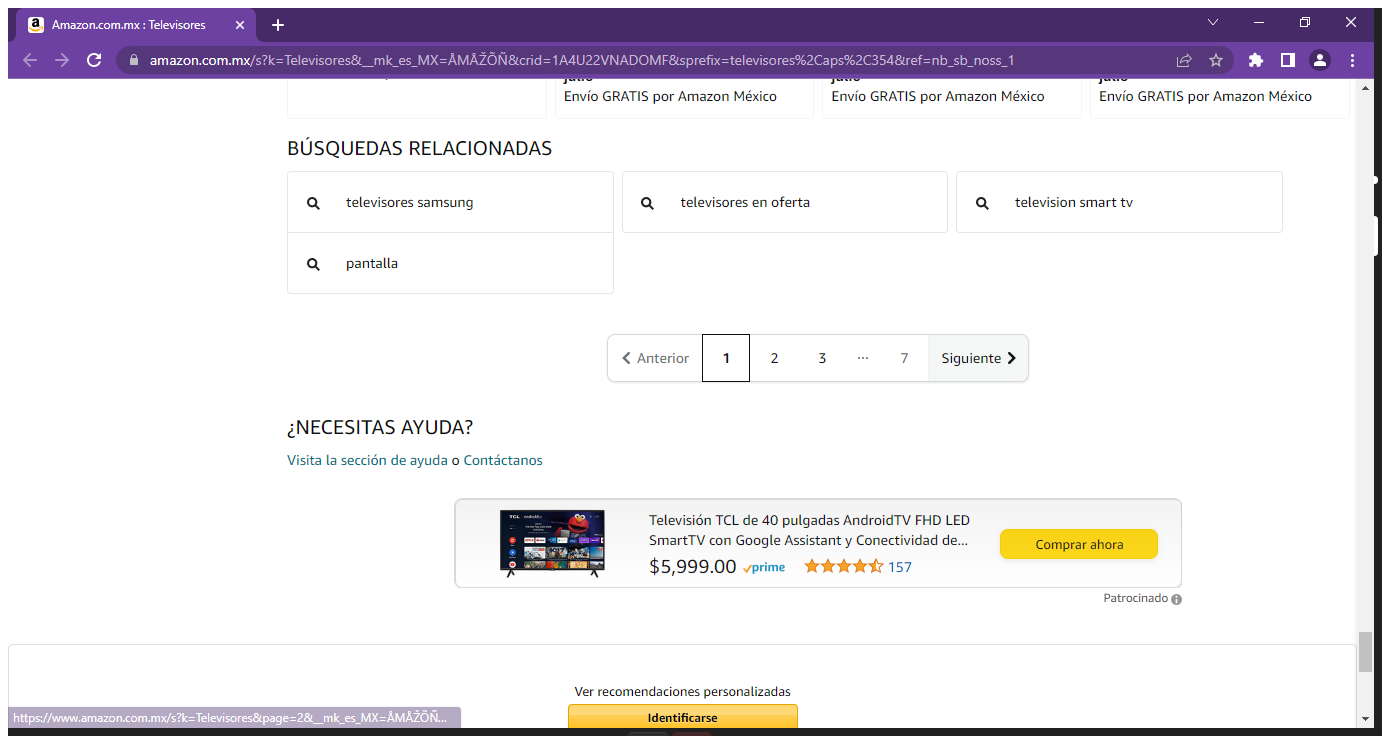 Amazon.com.mx : Televisores
amazon.com.mx/s?k=Televisores&__mk_es_MX=ÅMÅŽÕÑ&crid=1A4U22VNADOMF&sprefix=televisores%2Caps%2C354&ref=nb_sb_noss_1
julio julio julio
Envío GRATIS por Amazon México Envío GRATIS por Amazon México Envío GRATIS por Amazon México
BÚSQUEDAS RELACIONADAS
televisores samsung televisores en oferta television smart tv
pantalla
Anterior 1 2 3 ... 7 Siguiente
¿NECESITAS AYUDA?
Visita la sección de ayuda o Contáctanos
TCL androidtv
Televisión TCL de 40 pulgadas AndroidTV FHD LED
SmartTV con Google Assistant y Conectividad de...
Comprar ahora
$5,999.00 prime 157
Patrocinado
Ver recomendaciones personalizadas
Identificarse
https://www.amazon.com.mx/s?k=Televisores&page=2&__mk_es_MX=ÅMÅŽÕÑ...